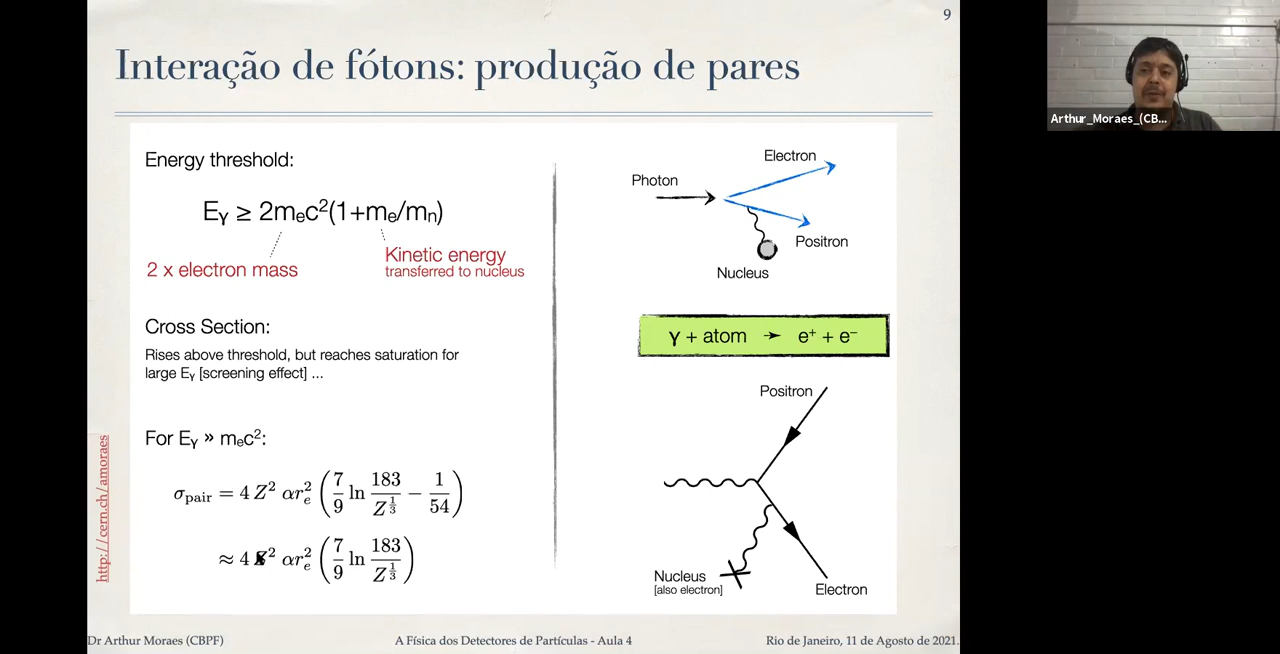 9
Interação de fótons: produção de pares
Energy threshold:
Eγ ≥ 2mₑc²(1+mₑ/mₙ)
2 x electron mass
Kinetic energy
transferred to nucleus
Cross Section:
Rises above threshold, but reaches saturation for
large Eγ [screening effect] ...
For Eγ » mₑc²:
σ_pair = 4 Z² αrₑ² (7/9 ln 183/Z^(1/3) − 1/54)
≈ 4 Z² αrₑ² (7/9 ln 183/Z^(1/3))
Electron
Photon
Positron
Nucleus
γ + atom → e⁺ + e⁻
Positron
Nucleus
[also electron]
Electron
http://cern.ch/amoraes
Dr Arthur Moraes (CBPF)
A Física dos Detectores de Partículas - Aula 4
Rio de Janeiro, 11 de Agosto de 2021.
Arthur_Moraes_(CB...